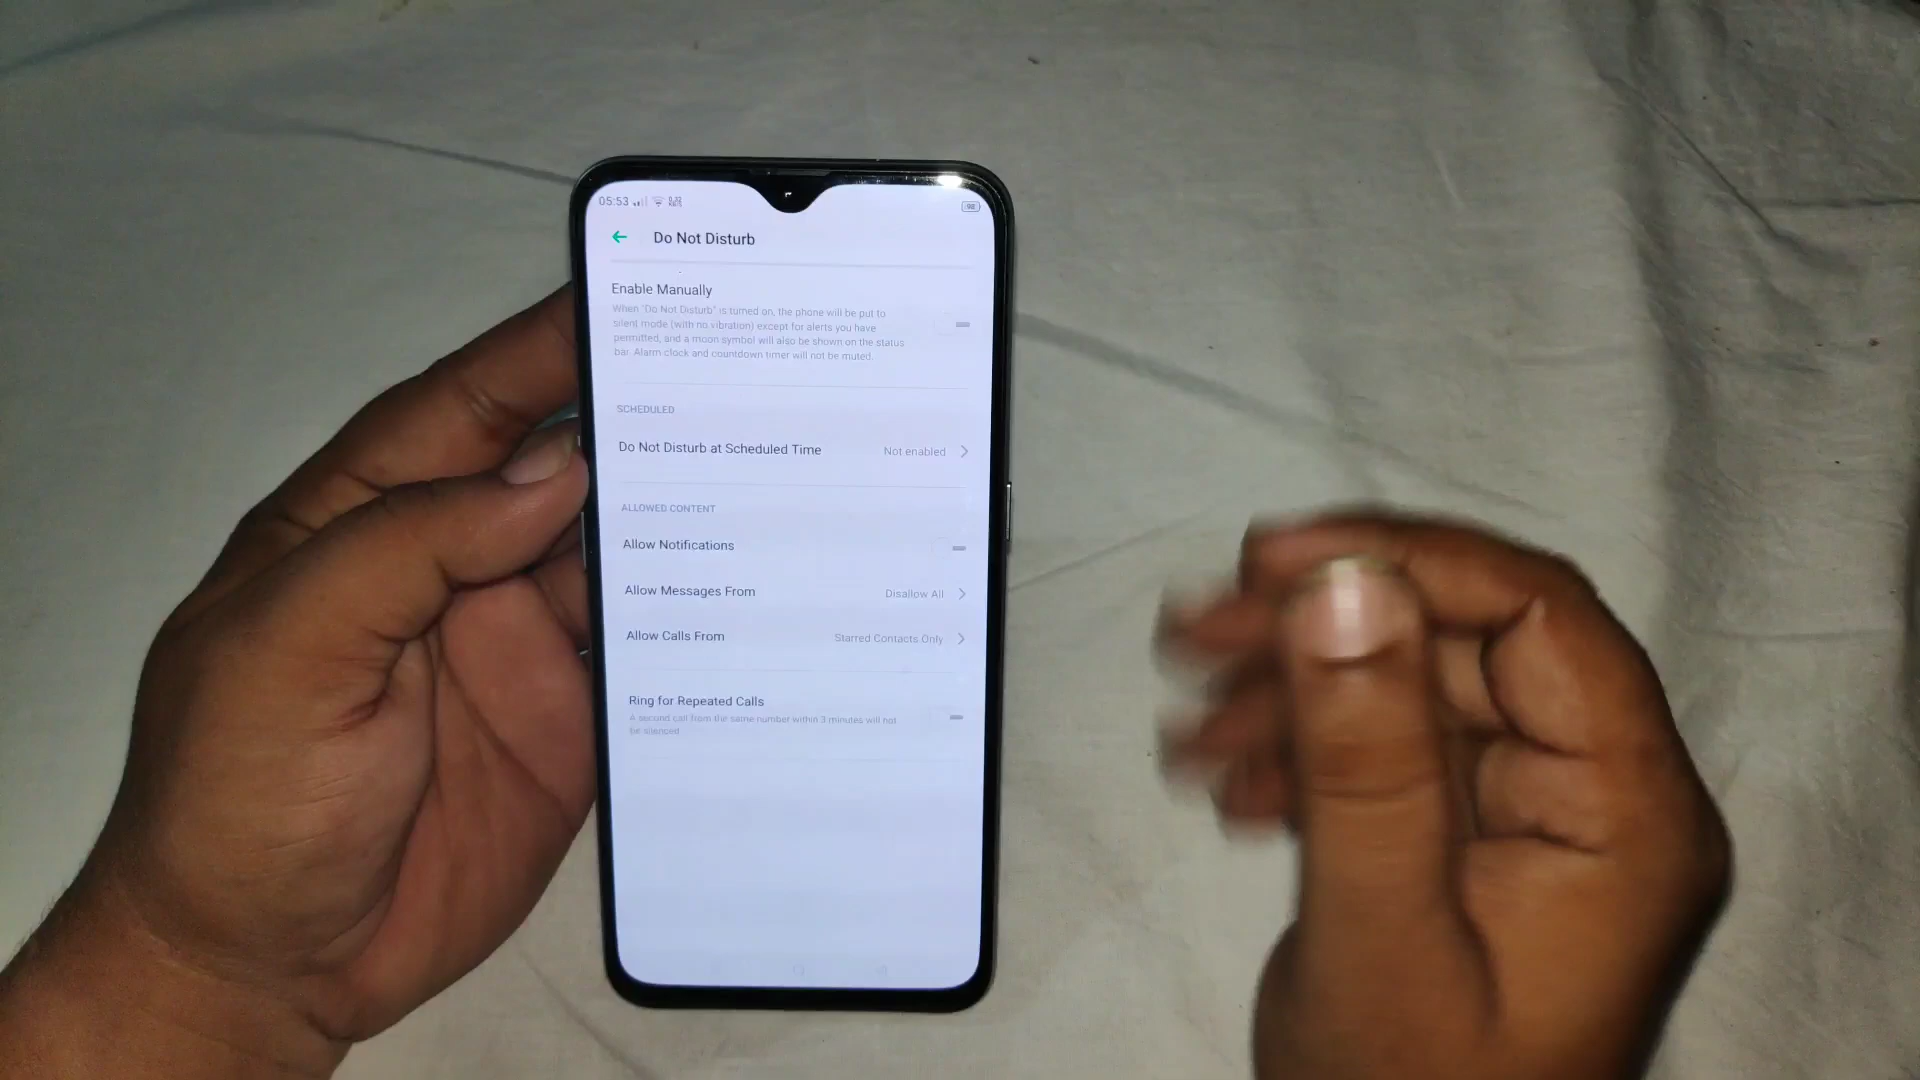 05:53
98
Do Not Disturb
Enable Manually
When "Do Not Disturb" is turned on, the phone will be put to
silent mode (with no vibration) except for alerts you have
permitted, and a moon symbol will also be shown on the status
bar. Alarm clock and countdown timer will not be muted.
SCHEDULED
Do Not Disturb at Scheduled Time Not enabled
ALLOWED CONTENT
Allow Notifications
Allow Messages From Disallow All
Allow Calls From Starred Contacts Only
Ring for Repeated Calls
A second call from the same number within 3 minutes will not
be silenced